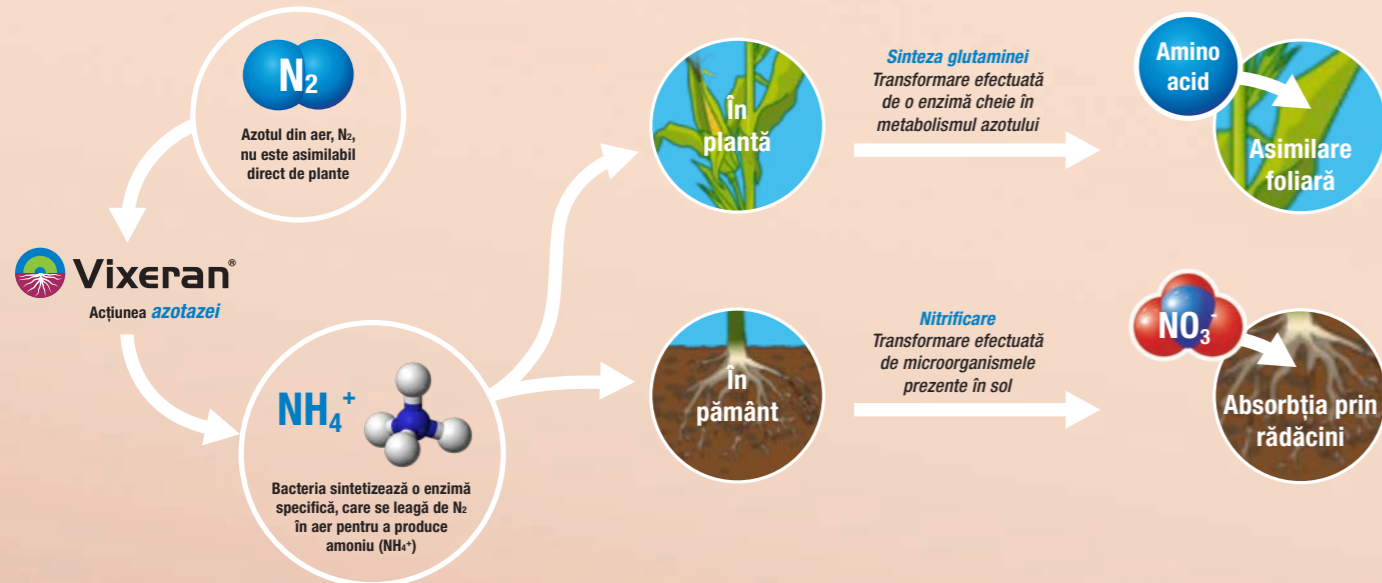 N₂
Azotul din aer, N₂,
nu este asimilabil
direct de plante
Vixeran®
Acțiunea azotazei
NH₄⁺
Bacteria sintetizează o enzimă
specifică, care se leagă de N₂
în aer pentru a produce
amoniu (NH₄⁺)
În
plantă
Sinteza glutaminei
Transformare efectuată
de o enzimă cheie în
metabolismul azotului
Amino
acid
Asimilare
foliară
În
pământ
Nitrificare
Transformare efectuată
de microorganismele
prezente în sol
NO₃⁻
Absorbția prin
rădăcini